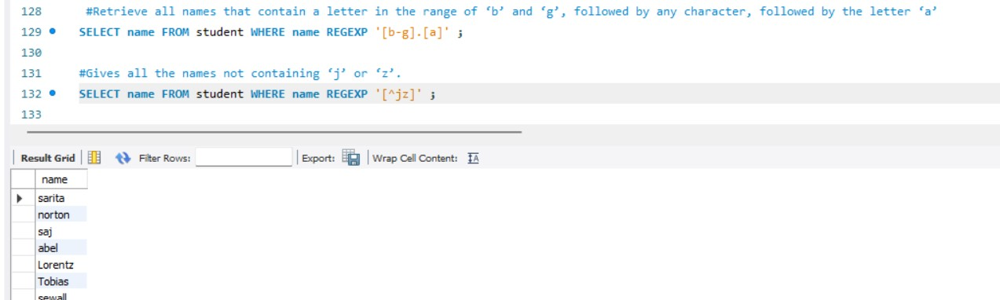 128 #Retrieve all names that contain a letter in the range of ‘b’ and ‘g’, followed by any character, followed by the letter ‘a’
129 SELECT name FROM student WHERE name REGEXP '[b-g].[a]' ;
130
131 #Gives all the names not containing ‘j’ or ‘z’.
132 SELECT name FROM student WHERE name REGEXP '[^jz]' ;
133
Result Grid Filter Rows: Export: Wrap Cell Content: IA
name
sarita
norton
saj
abel
Lorentz
Tobias
sewall